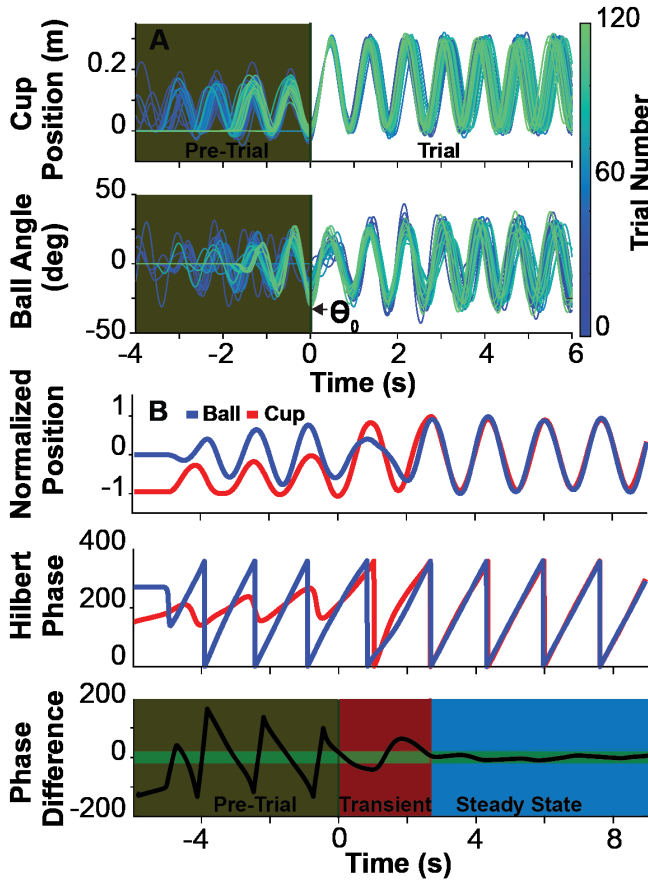 A
Cup
Position (m)
0.2
0
Pre-Trial
Trial
120
60
0
Trial Number
Ball Angle
(deg)
50
0
-50
Θ0
-4
-2
0
2
4
6
Time (s)
B
Ball
Cup
Normalized
Position
1
0
-1
Hilbert
Phase
400
200
0
Phase
Difference
200
0
-200
Pre-Trial
Transient
Steady State
-4
0
4
8
Time (s)